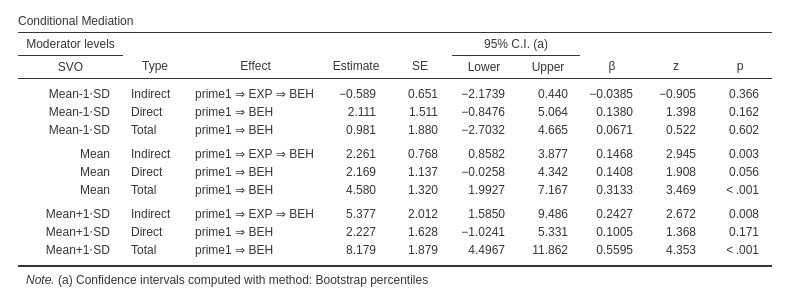 Conditional Mediation
Moderator levels 95% C.I. (a)
SVO Type Effect Estimate SE Lower Upper β z p
Mean-1·SD Indirect prime1 ⇒ EXP ⇒ BEH −0.589 0.651 −2.1739 0.440 −0.0385 −0.905 0.366
Mean-1·SD Direct prime1 ⇒ BEH 2.111 1.511 −0.8476 5.064 0.1380 1.398 0.162
Mean-1·SD Total prime1 ⇒ BEH 0.981 1.880 −2.7032 4.665 0.0671 0.522 0.602
Mean Indirect prime1 ⇒ EXP ⇒ BEH 2.261 0.768 0.8582 3.877 0.1468 2.945 0.003
Mean Direct prime1 ⇒ BEH 2.169 1.137 −0.0258 4.342 0.1408 1.908 0.056
Mean Total prime1 ⇒ BEH 4.580 1.320 1.9927 7.167 0.3133 3.469 < .001
Mean+1·SD Indirect prime1 ⇒ EXP ⇒ BEH 5.377 2.012 1.5850 9.486 0.2427 2.672 0.008
Mean+1·SD Direct prime1 ⇒ BEH 2.227 1.628 −1.0241 5.331 0.1005 1.368 0.171
Mean+1·SD Total prime1 ⇒ BEH 8.179 1.879 4.4967 11.862 0.5595 4.353 < .001
Note. (a) Confidence intervals computed with method: Bootstrap percentiles